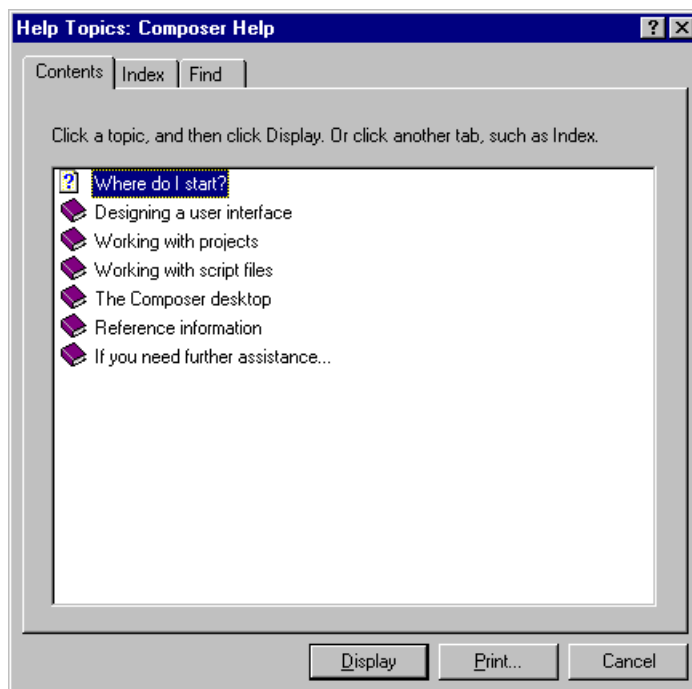 Help Topics: Composer Help
Contents Index Find
Click a topic, and then click Display. Or click another tab, such as Index.
Where do I start?
Designing a user interface
Working with projects
Working with script files
The Composer desktop
Reference information
If you need further assistance...
Display Print... Cancel